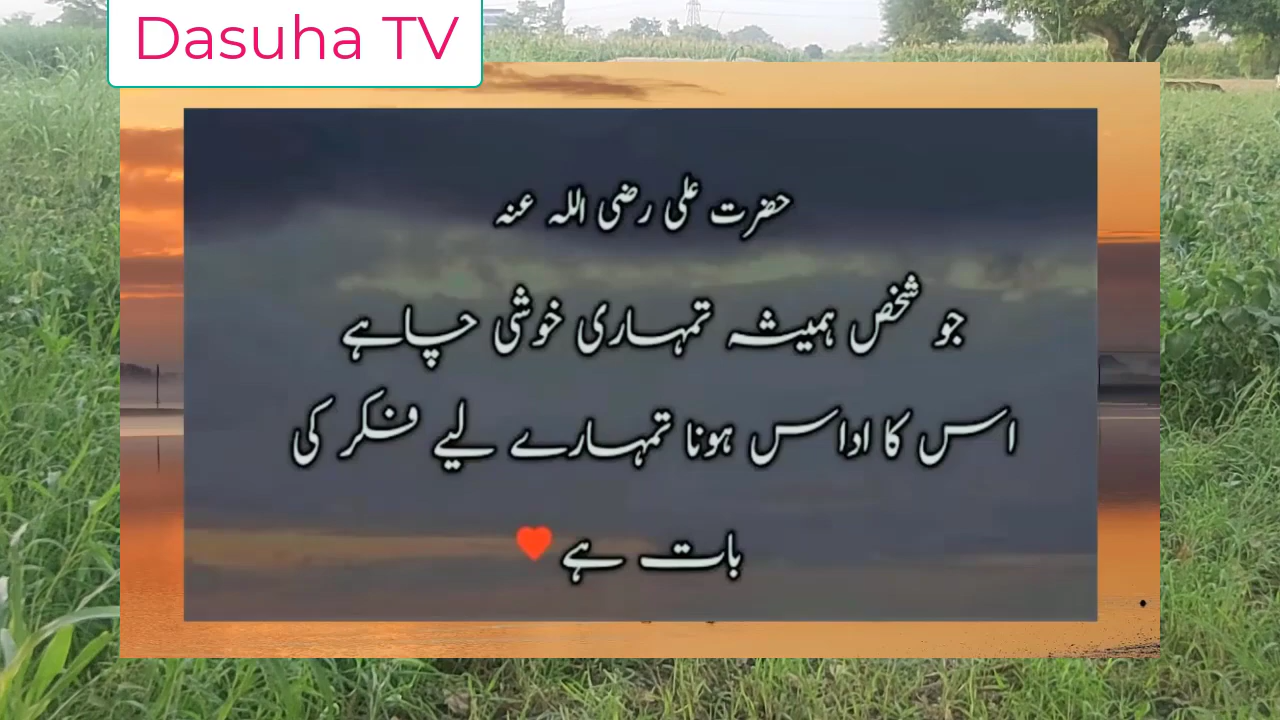 Dasuha TV
حضرت علی رضی اللہ عنہ
جو شخص ہمیشہ تمہاری خوشی چاہے
اس کا اداس ہونا تمہارے لیے فکر کی
بات ہے ♥